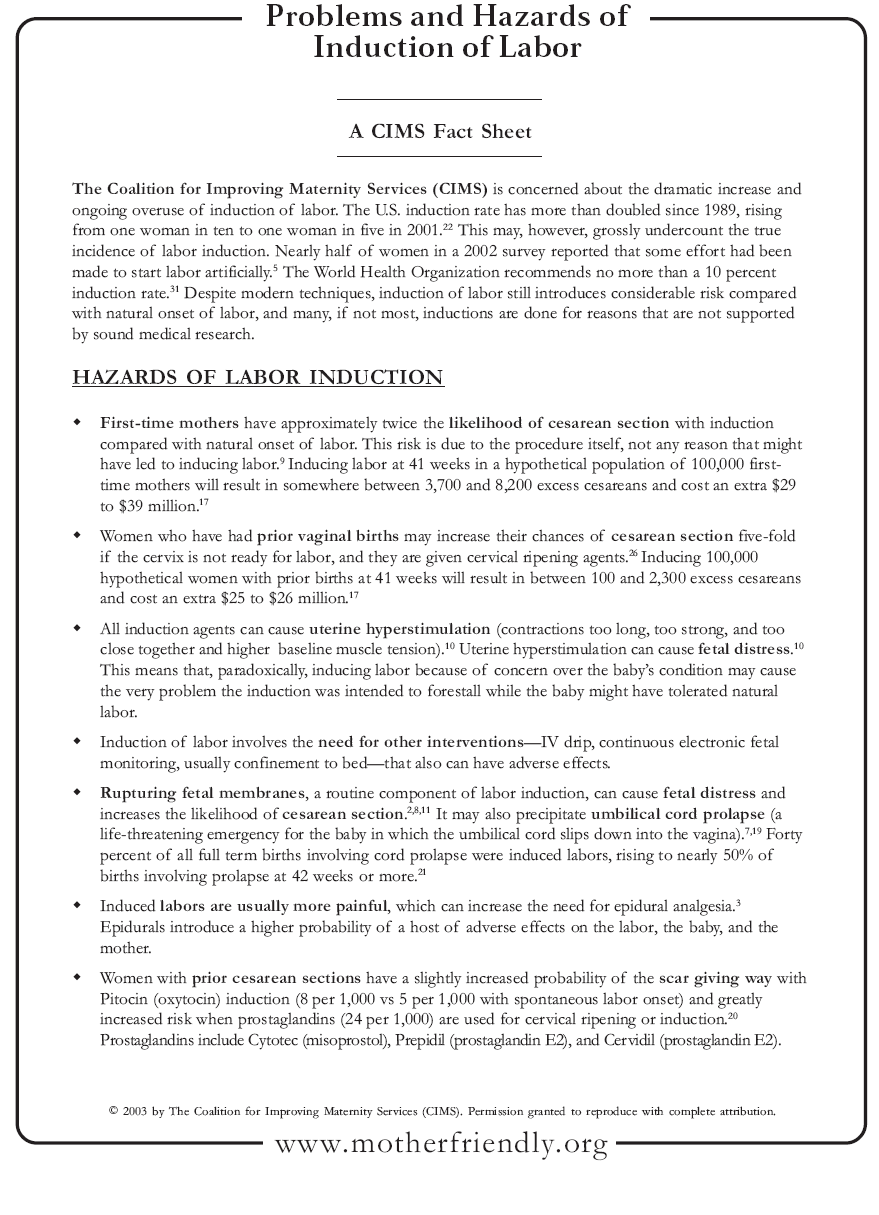 Problems and Hazards of
Induction of Labor
A CIMS Fact Sheet
The Coalition for Improving Maternity Services (CIMS) is concerned about the dramatic increase and
ongoing overuse of induction of labor. The U.S. induction rate has more than doubled since 1989, rising
from one woman in ten to one woman in five in 2001.²² This may, however, grossly undercount the true
incidence of labor induction. Nearly half of women in a 2002 survey reported that some effort had been
made to start labor artificially.⁵ The World Health Organization recommends no more than a 10 percent
induction rate.³¹ Despite modern techniques, induction of labor still introduces considerable risk compared
with natural onset of labor, and many, if not most, inductions are done for reasons that are not supported
by sound medical research.
HAZARDS OF LABOR INDUCTION
◆ First-time mothers have approximately twice the likelihood of cesarean section with induction
compared with natural onset of labor. This risk is due to the procedure itself, not any reason that might
have led to inducing labor.⁹ Inducing labor at 41 weeks in a hypothetical population of 100,000 first-
time mothers will result in somewhere between 3,700 and 8,200 excess cesareans and cost an extra $29
to $39 million.¹⁷
◆ Women who have had prior vaginal births may increase their chances of cesarean section five-fold
if the cervix is not ready for labor, and they are given cervical ripening agents.²⁶ Inducing 100,000
hypothetical women with prior births at 41 weeks will result in between 100 and 2,300 excess cesareans
and cost an extra $25 to $26 million.¹⁷
◆ All induction agents can cause uterine hyperstimulation (contractions too long, too strong, and too
close together and higher baseline muscle tension).¹⁰ Uterine hyperstimulation can cause fetal distress.¹⁰
This means that, paradoxically, inducing labor because of concern over the baby's condition may cause
the very problem the induction was intended to forestall while the baby might have tolerated natural
labor.
◆ Induction of labor involves the need for other interventions—IV drip, continuous electronic fetal
monitoring, usually confinement to bed—that also can have adverse effects.
◆ Rupturing fetal membranes, a routine component of labor induction, can cause fetal distress and
increases the likelihood of cesarean section.²,⁸,¹¹ It may also precipitate umbilical cord prolapse (a
life-threatening emergency for the baby in which the umbilical cord slips down into the vagina).⁷,¹⁹ Forty
percent of all full term births involving cord prolapse were induced labors, rising to nearly 50% of
births involving prolapse at 42 weeks or more.²¹
◆ Induced labors are usually more painful, which can increase the need for epidural analgesia.³
Epidurals introduce a higher probability of a host of adverse effects on the labor, the baby, and the
mother.
◆ Women with prior cesarean sections have a slightly increased probability of the scar giving way with
Pitocin (oxytocin) induction (8 per 1,000 vs 5 per 1,000 with spontaneous labor onset) and greatly
increased risk when prostaglandins (24 per 1,000) are used for cervical ripening or induction.²⁰
Prostaglandins include Cytotec (misoprostol), Prepidil (prostaglandin E2), and Cervidil (prostaglandin E2).
© 2003 by The Coalition for Improving Maternity Services (CIMS). Permission granted to reproduce with complete attribution.
www.motherfriendly.org